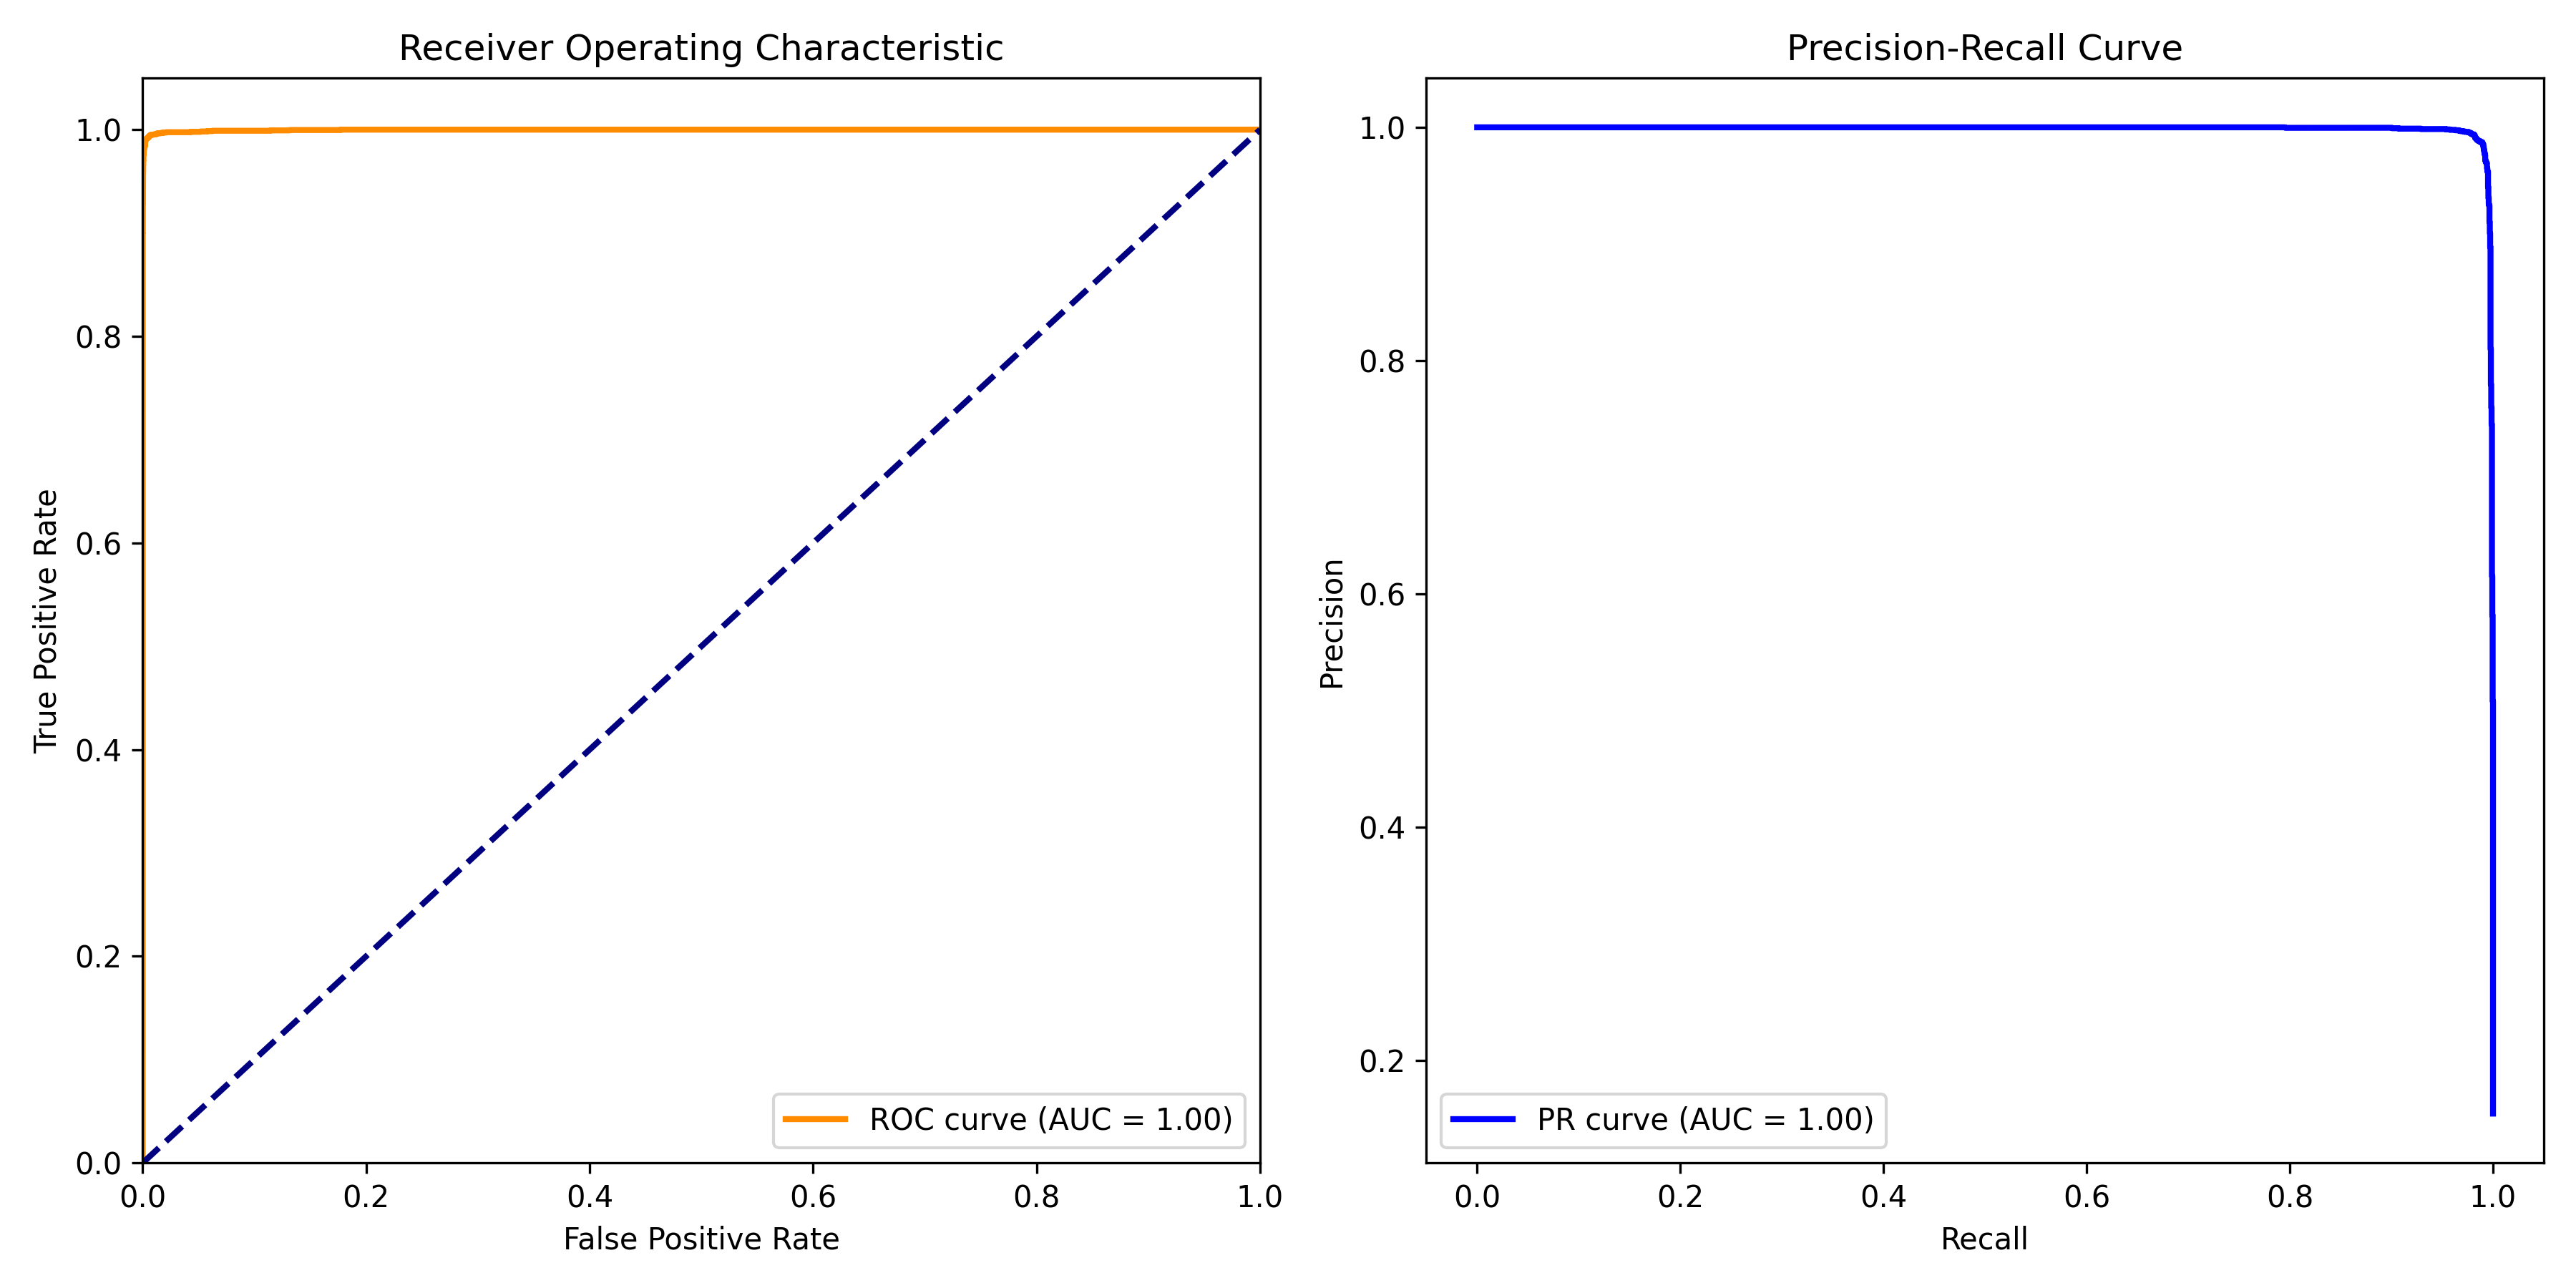 Receiver Operating Characteristic
1.0
0.8
0.6
0.4
0.2
0.0
True Positive Rate
0.0 0.2 0.4 0.6 0.8 1.0
False Positive Rate
ROC curve (AUC = 1.00)
Precision-Recall Curve
1.0
0.8
0.6
0.4
0.2
Precision
0.0 0.2 0.4 0.6 0.8 1.0
Recall
PR curve (AUC = 1.00)